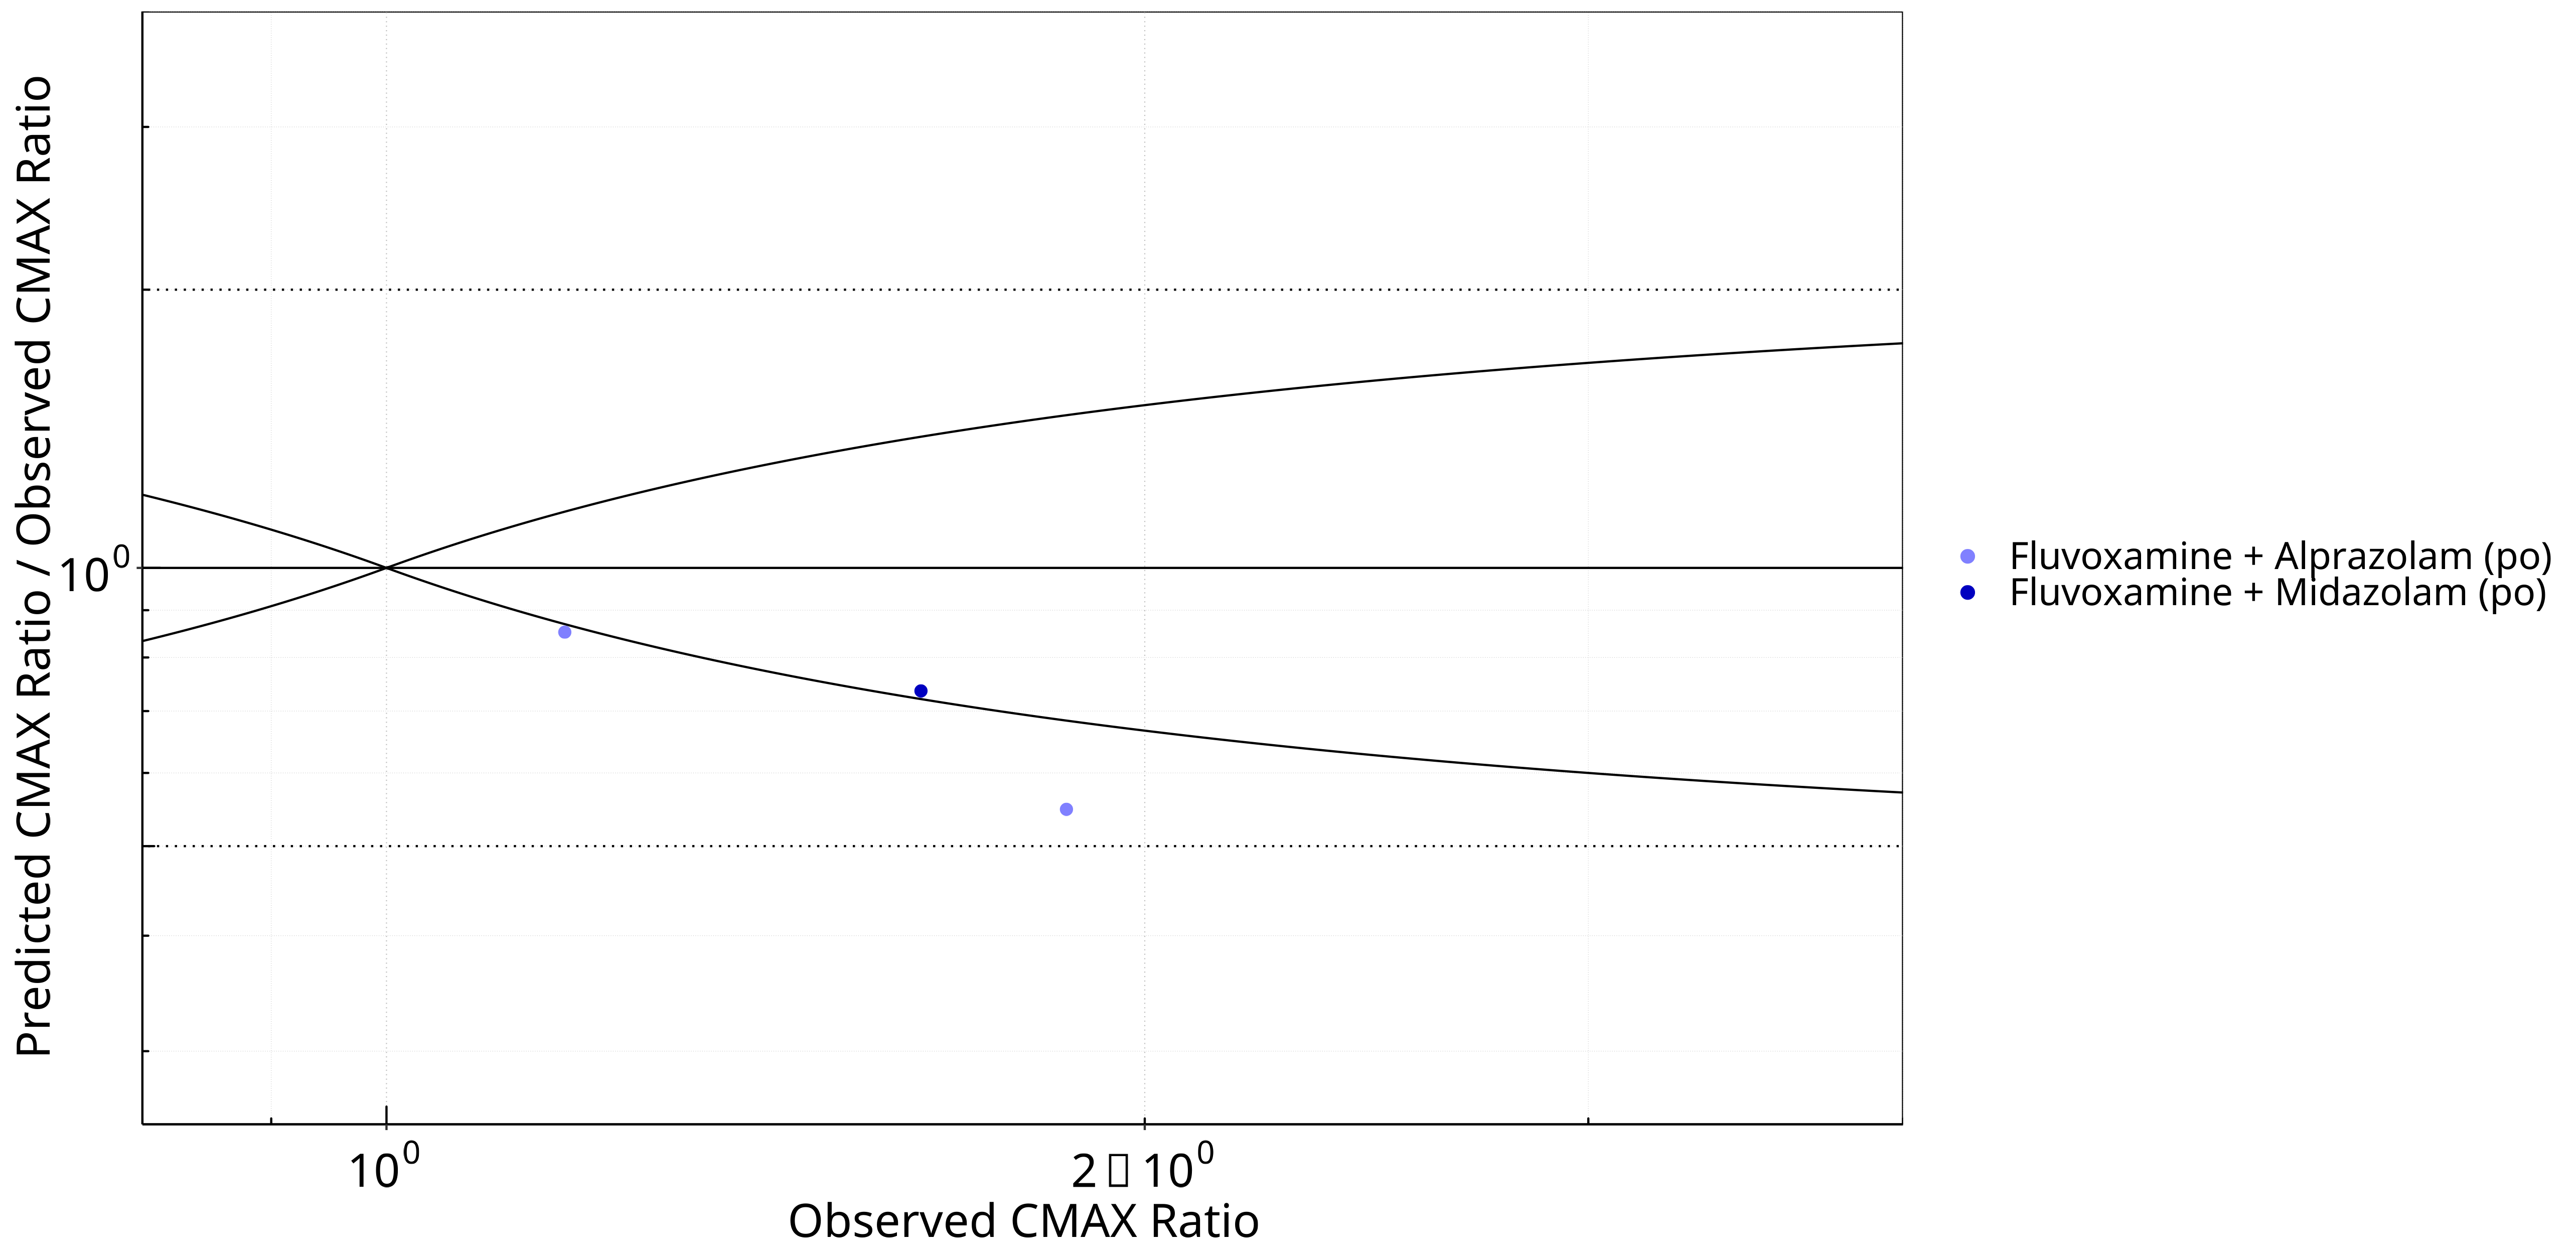 Predicted CMAX Ratio / Observed CMAX Ratio
10⁰
10⁰
2 ▯ 10⁰
Observed CMAX Ratio
Fluvoxamine + Alprazolam (po)
Fluvoxamine + Midazolam (po)